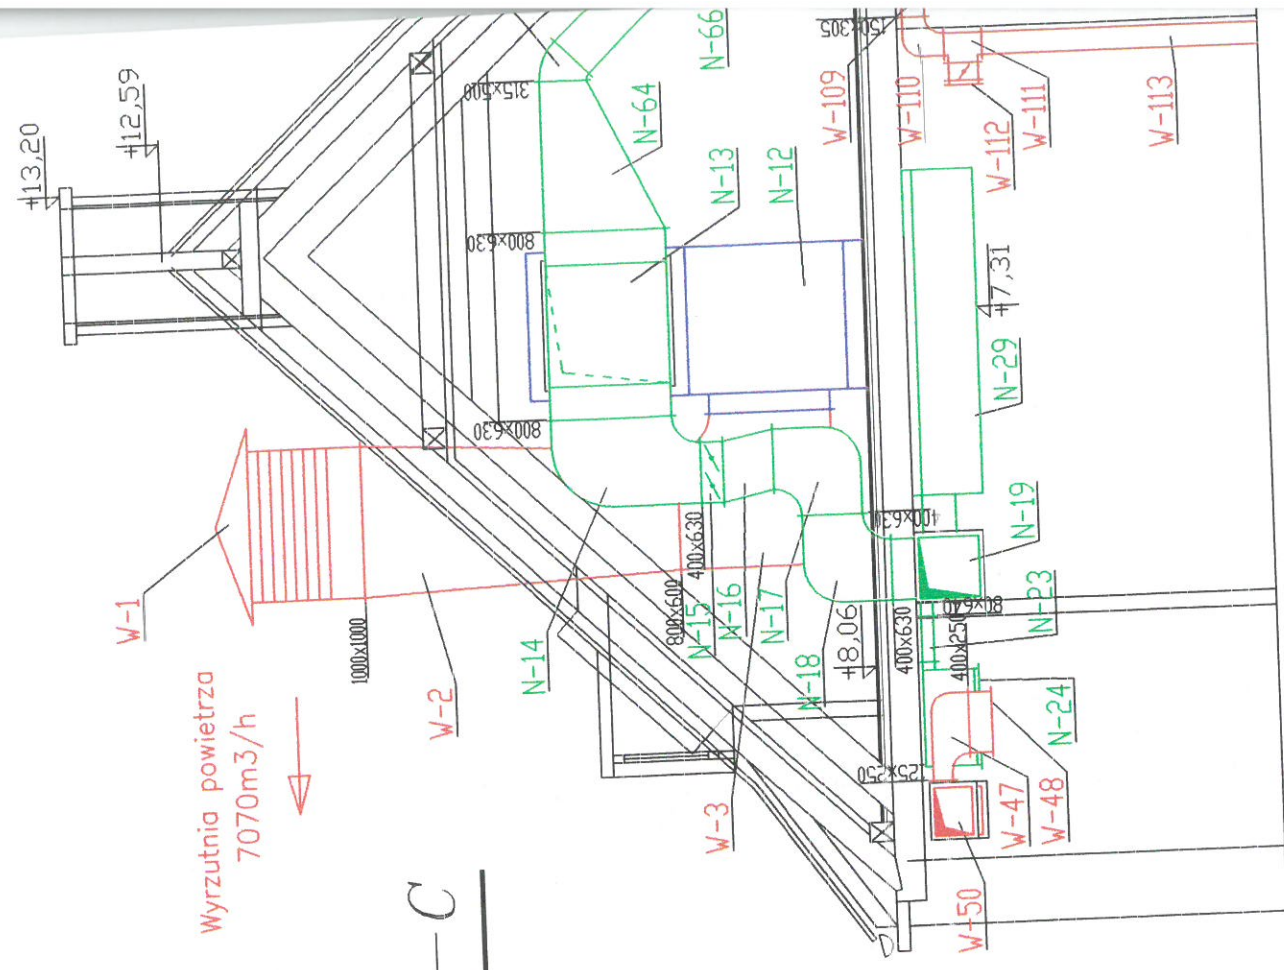 +13,20
+12,59
W-1
Wyrzutnia powietrza
7070m3/h
W-2
1000x1000
C
N-14
800x600
400x630
N-15
N-16
N-17
N-18
W-3
+8,06
800x630
800x630
315x500
N-66
N-64
N-13
N-12
W-109
W-110
W-111
W-112
W-113
+7,31
N-29
N-19
400x630
400x630
400x250
N-23
N-24
W-47
W-48
W-50